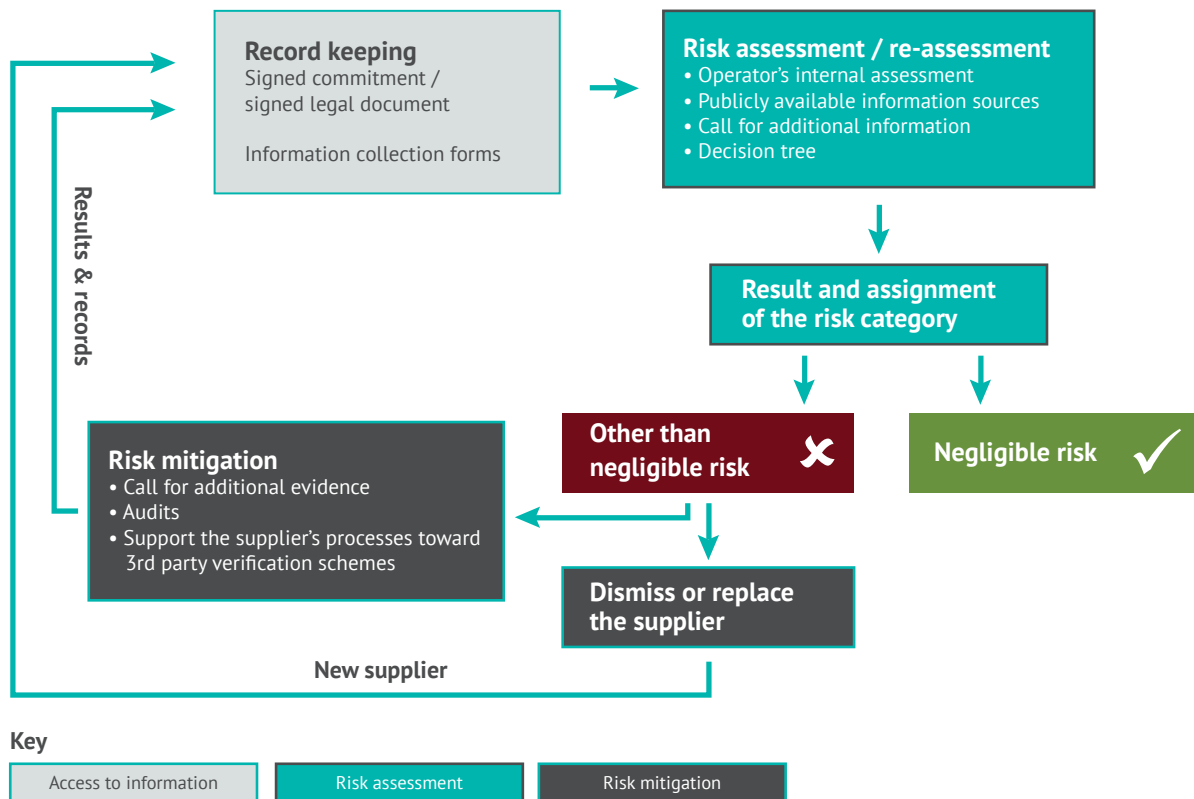 Record keeping
Signed commitment /
signed legal document
Information collection forms
Risk assessment / re-assessment
• Operator’s internal assessment
• Publicly available information sources
• Call for additional information
• Decision tree
Result and assignment
of the risk category
Other than
negligible risk
Negligible risk
Risk mitigation
• Call for additional evidence
• Audits
• Support the supplier’s processes toward
3rd party verification schemes
Dismiss or replace
the supplier
Results & records
New supplier
Key
Access to information
Risk assessment
Risk mitigation